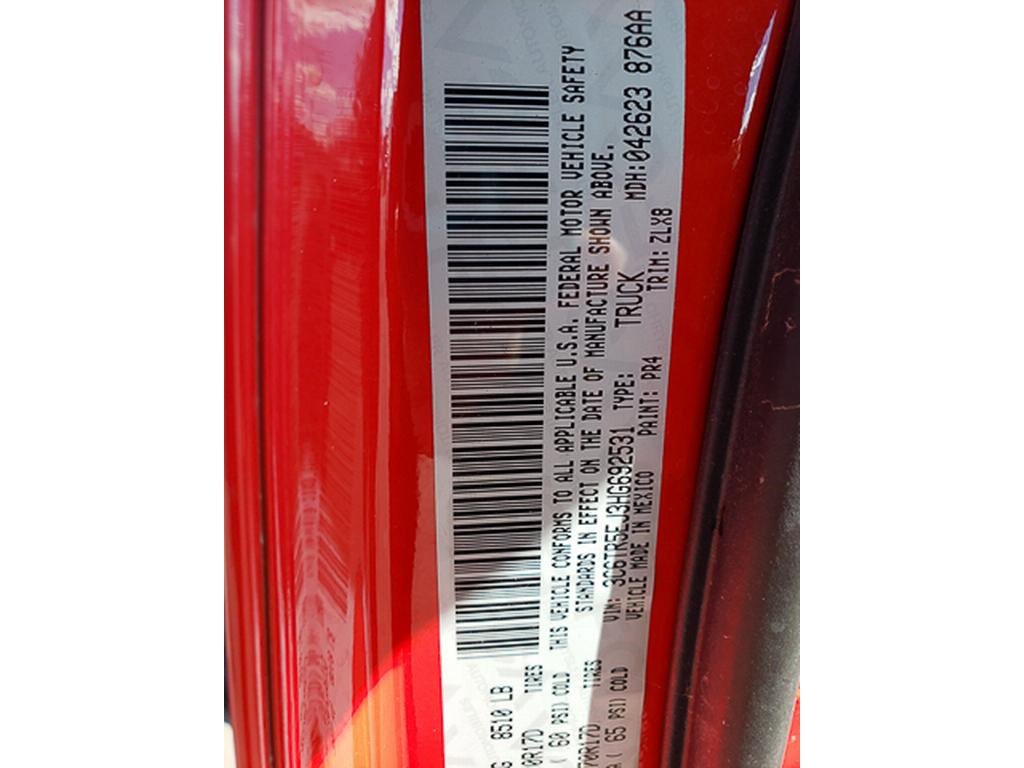 G 8510 LB
0R17D TIRES
( 60 PSI) COLD
70R17D TIRES
A ( 65 PSI) COLD
THIS VEHICLE CONFORMS TO ALL APPLICABLE U.S.A. FEDERAL MOTOR VEHICLE SAFETY
STANDARDS IN EFFECT ON THE DATE OF MANUFACTURE SHOWN ABOVE.
VIN: 3C6TR5EJ3HG692531 TYPE: TRUCK MDH:042623 876AA
VEHICLE MADE IN MEXICO PAINT: PR4 TRIM: ZLX8